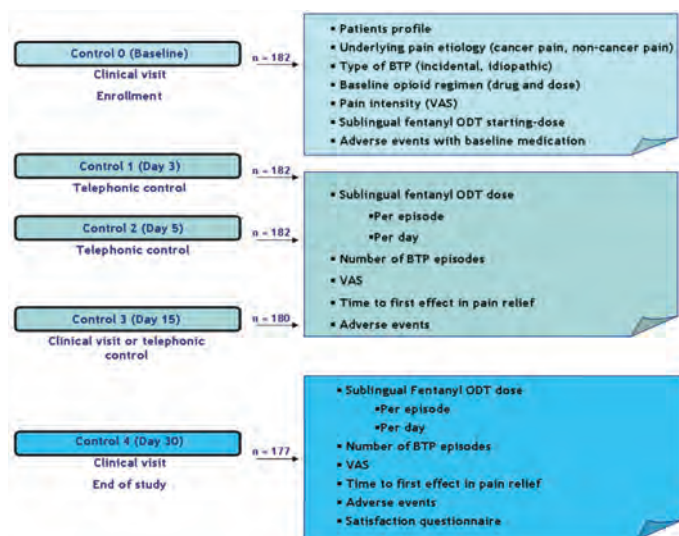 Control 0 (Baseline)
Clinical visit
Enrollment
n = 182
▪ Patients profile
▪ Underlying pain etiology (cancer pain, non-cancer pain)
▪ Type of BTP (incidental, idiopathic)
▪ Baseline opioid regimen (drug and dose)
▪ Pain intensity (VAS)
▪ Sublingual fentanyl ODT starting-dose
▪ Adverse events with baseline medication
Control 1 (Day 3)
Telephonic control
n = 182
Control 2 (Day 5)
Telephonic control
n = 182
Control 3 (Day 15)
Clinical visit or telephonic
control
n = 180
▪ Sublingual fentanyl ODT dose
▪Per episode
▪Per day
▪ Number of BTP episodes
▪ VAS
▪ Time to first effect in pain relief
▪ Adverse events
Control 4 (Day 30)
Clinical visit
End of study
n =177
▪ Sublingual Fentanyl ODT dose
▪Per episode
▪Per day
▪ Number of BTP episodes
▪ VAS
▪ Time to first effect in pain relief
▪ Adverse events
▪ Satisfaction questionnaire